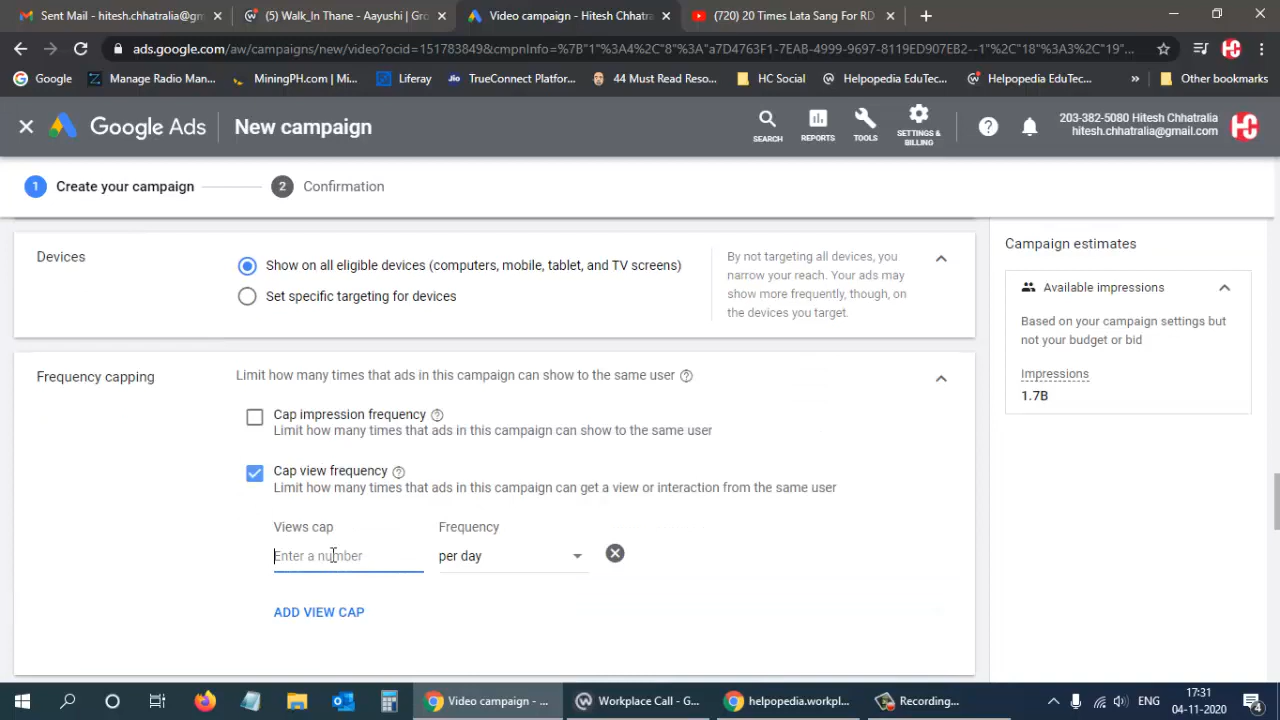 Sent Mail - hitesh.chhatralia@gm
(5) Walk_In Thane - Aayushi | Gro
Video campaign - Hitesh Chhatra
(720) 20 Times Lata Sang For RD
ads.google.com/aw/campaigns/new/video?ocid=151783849&cmpnInfo=%7B"1"%3A4%2C"8"%3A"a7D4763F1-7EAB-4999-9697-8119ED907EB2--1"%2C"18"%3A3%2C"19"...
Google
Manage Radio Man...
MiningPH.com | Mi...
Liferay
TrueConnect Platfor...
44 Must Read Reso...
HC Social
Helpopedia EduTec...
Helpopedia EduTec...
Other bookmarks
Google Ads
New campaign
SEARCH
REPORTS
TOOLS
SETTINGS & BILLING
203-382-5080 Hitesh Chhatralia
hitesh.chhatralia@gmail.com
1 Create your campaign
2 Confirmation
Devices
Show on all eligible devices (computers, mobile, tablet, and TV screens)
Set specific targeting for devices
By not targeting all devices, you
narrow your reach. Your ads may
show more frequently, though, on
the devices you target.
Campaign estimates
Available impressions
Based on your campaign settings but
not your budget or bid
Impressions
1.7B
Frequency capping
Limit how many times that ads in this campaign can show to the same user
Cap impression frequency
Limit how many times that ads in this campaign can show to the same user
Cap view frequency
Limit how many times that ads in this campaign can get a view or interaction from the same user
Views cap
Frequency
Enter a number
per day
ADD VIEW CAP
Video campaign - ...
Workplace Call - G...
helpopedia.workpl...
Recording...
ENG
17:31
04-11-2020
4